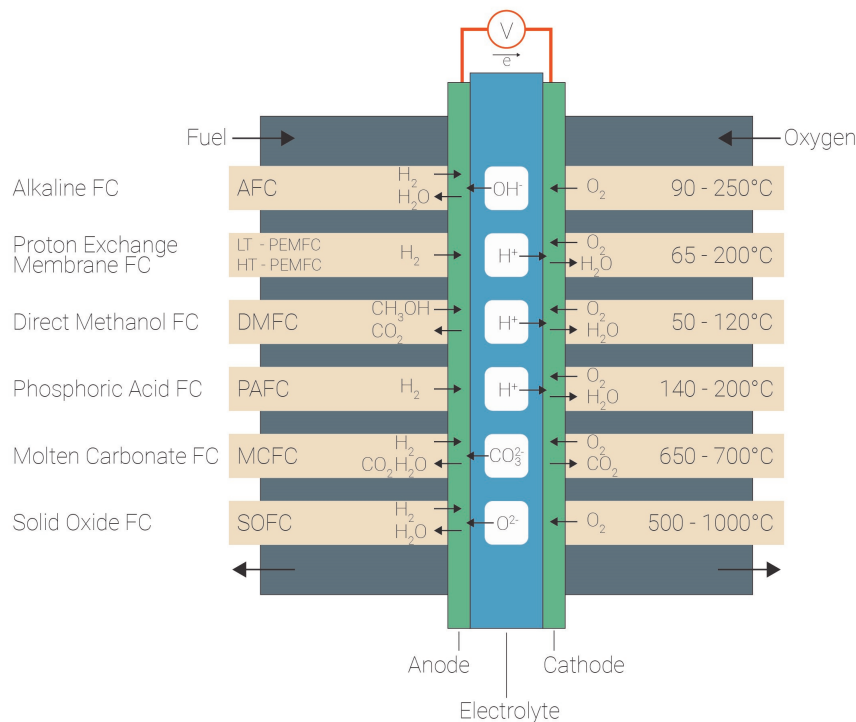 V
e
Fuel
Oxygen
Alkaline FC
AFC
H₂
H₂O
OH⁻
O₂
90 - 250°C
Proton Exchange
Membrane FC
LT - PEMFC
HT - PEMFC
H₂
H⁺
O₂
H₂O
65 - 200°C
Direct Methanol FC
DMFC
CH₃OH
CO₂
H⁺
O₂
H₂O
50 - 120°C
Phosphoric Acid FC
PAFC
H₂
H⁺
O₂
H₂O
140 - 200°C
Molten Carbonate FC
MCFC
H₂
CO₂H₂O
CO₃²⁻
O₂
CO₂
650 - 700°C
Solid Oxide FC
SOFC
H₂
H₂O
O²⁻
O₂
500 - 1000°C
Anode
Cathode
Electrolyte